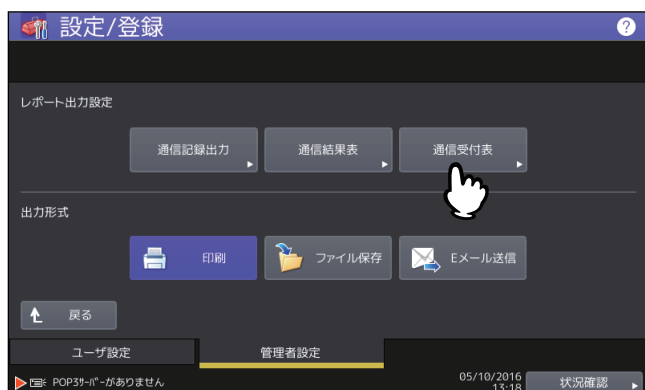 設定/登録
?
レポート出力設定
通信記録出力
通信結果表
通信受付表
出力形式
印刷
ファイル保存
Eメール送信
戻る
ユーザ設定
管理者設定
POP3ｻｰﾊﾞｰがありません
05/10/2016
13:18
状況確認